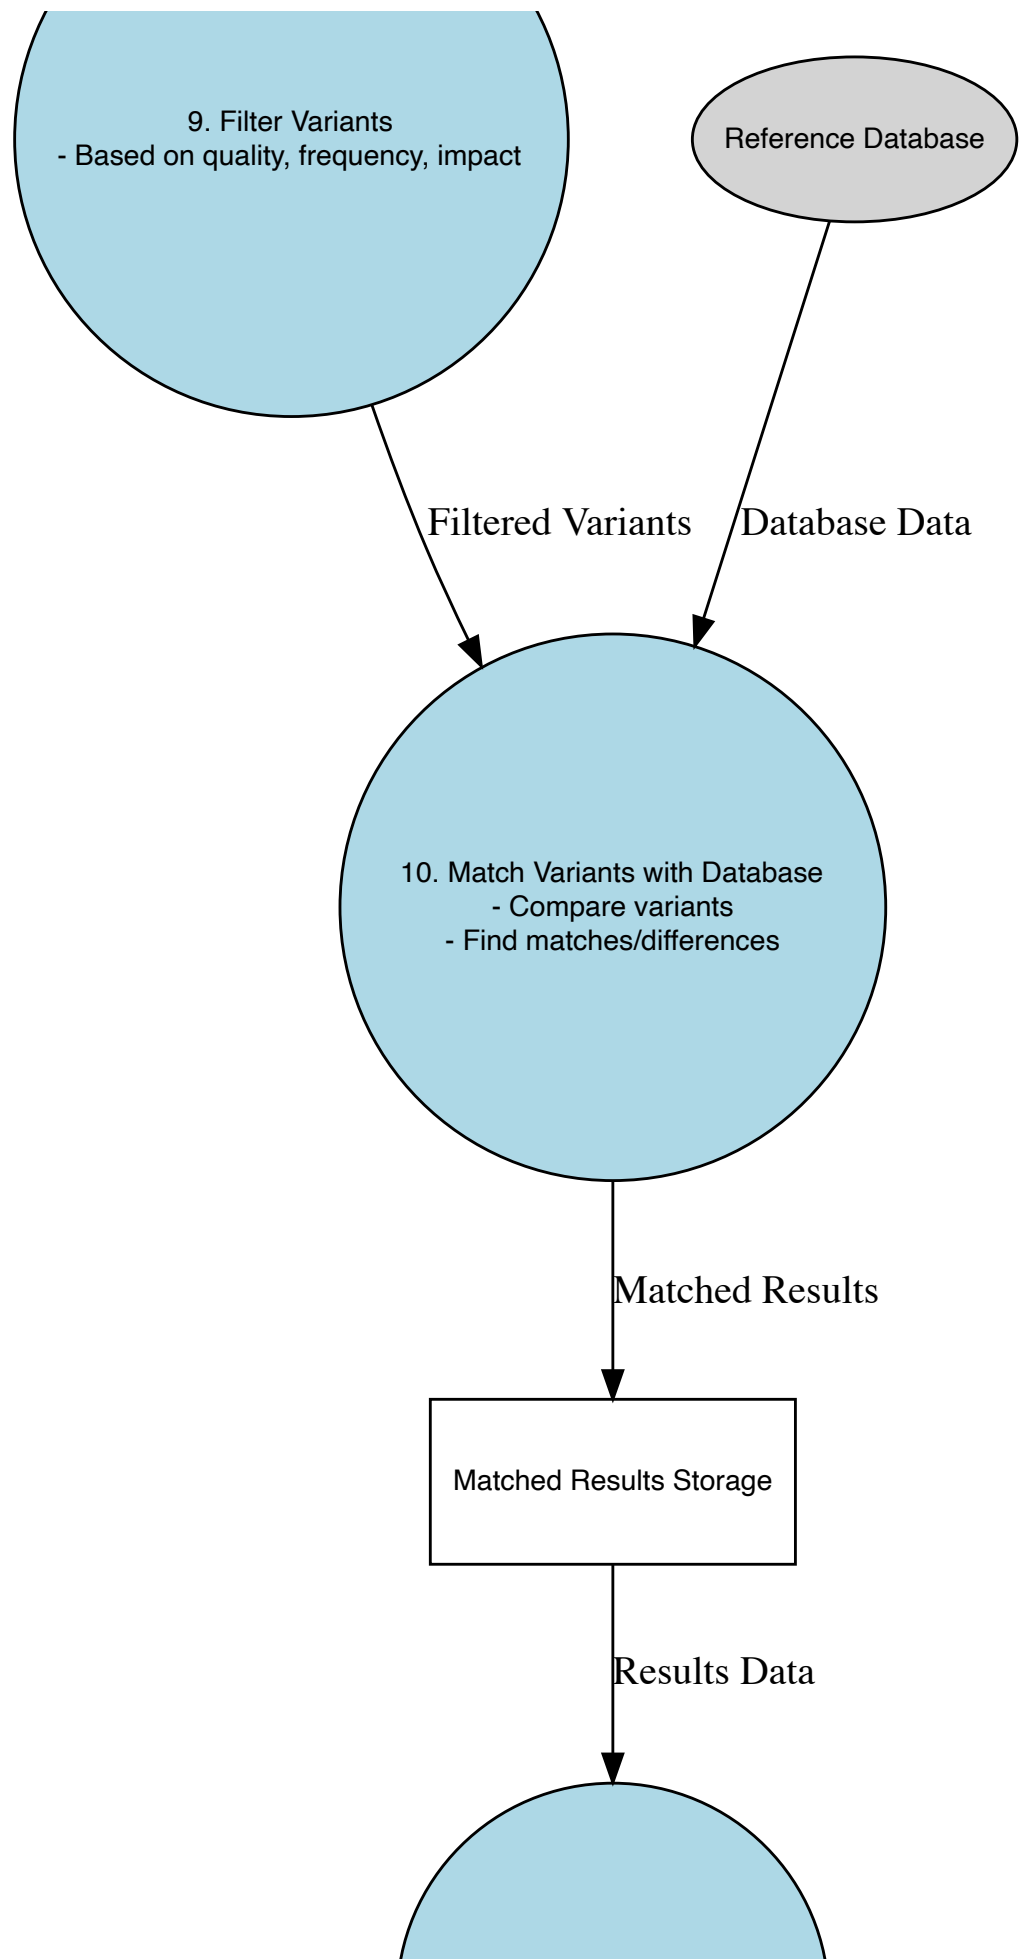 9. Filter Variants
- Based on quality, frequency, impact
Reference Database
Filtered Variants
Database Data
10. Match Variants with Database
- Compare variants
- Find matches/differences
Matched Results
Matched Results Storage
Results Data